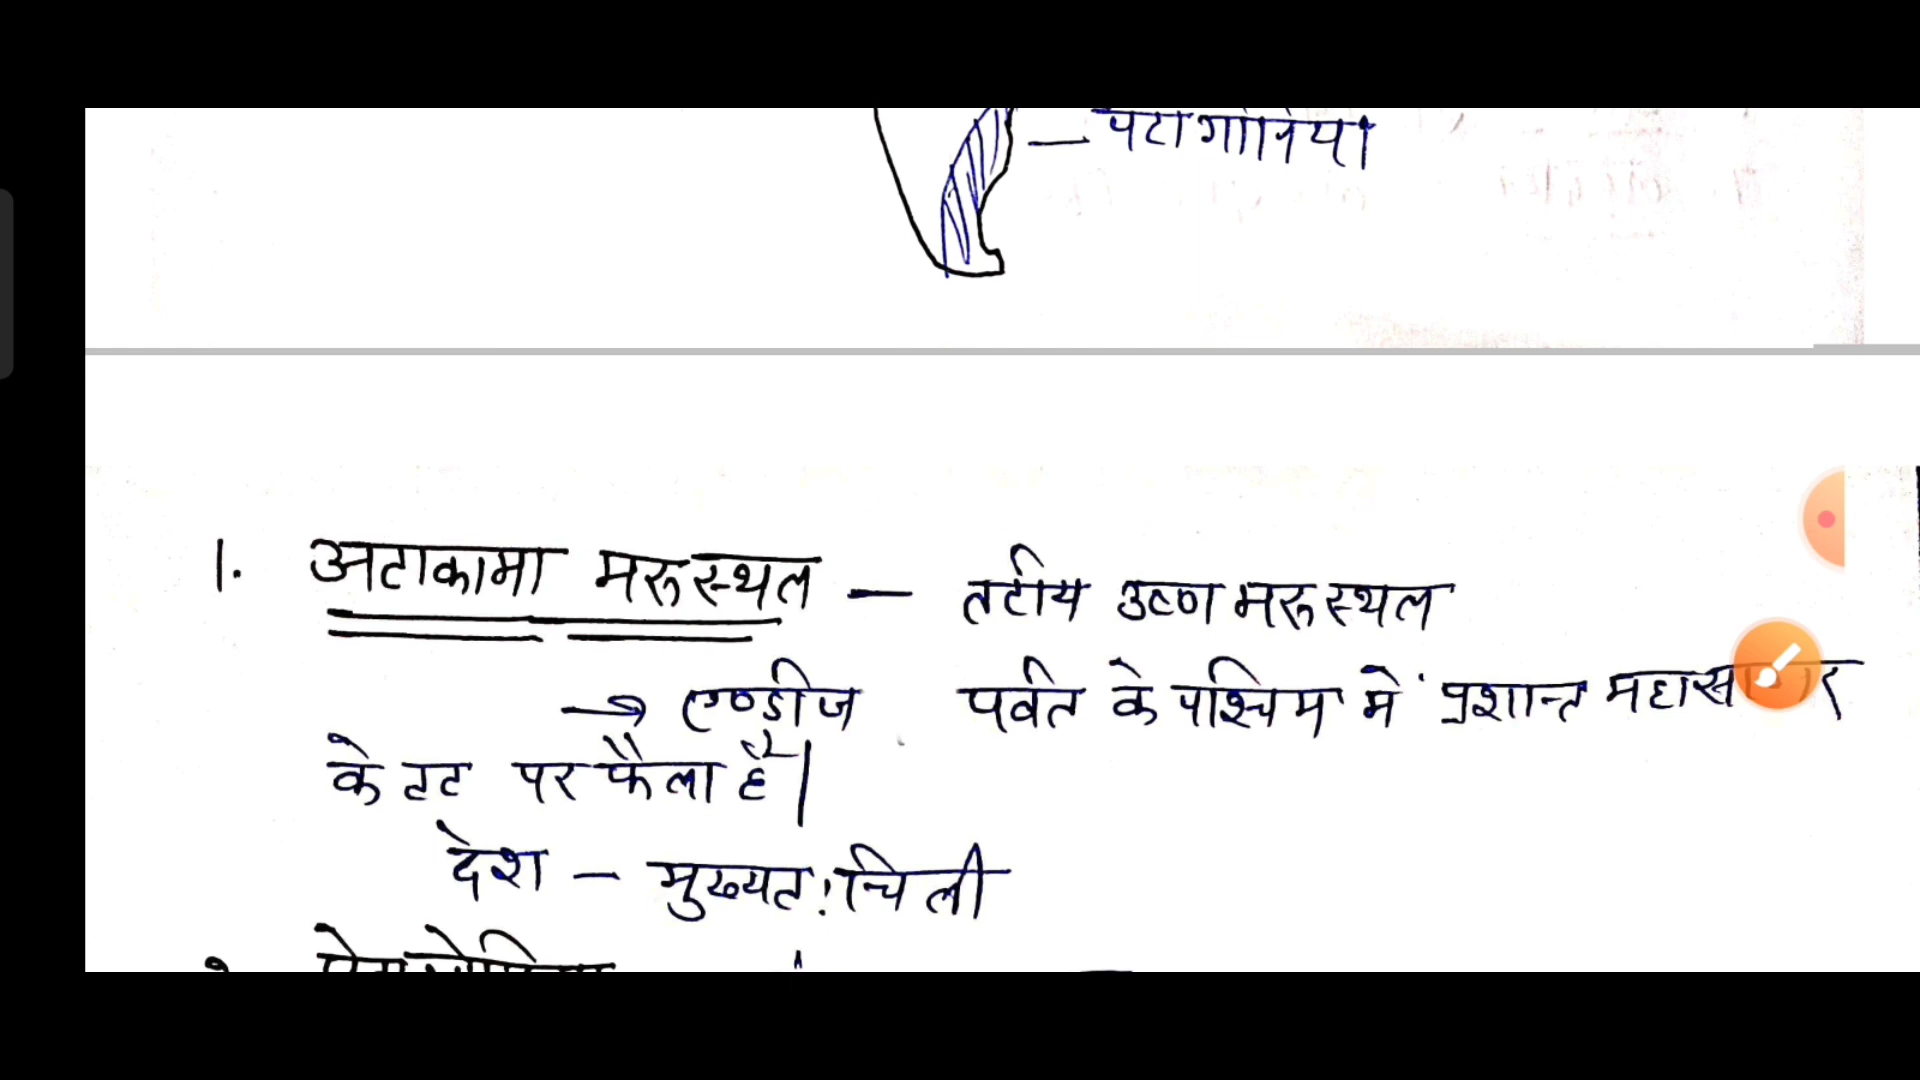 — पेटागोनिया
1. अटाकामा मरुस्थल — तटीय उष्ण मरुस्थल
→ एण्डीज पर्वत के पश्चिम में प्रशान्त महासागर
के तट पर फैला है|
देश – मुख्यत: चिली